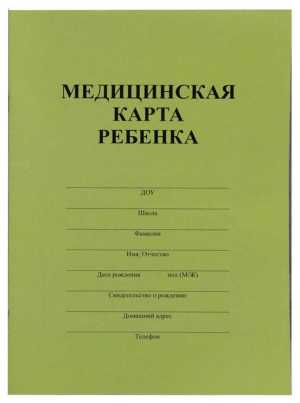 МЕДИЦИНСКАЯ
КАРТА
РЕБЕНКА
ДОУ
Школа
Фамилия
Имя, Отчество
Дата рождения пол (М/Ж)
Свидетельство о рождении
Домашний адрес
Телефон